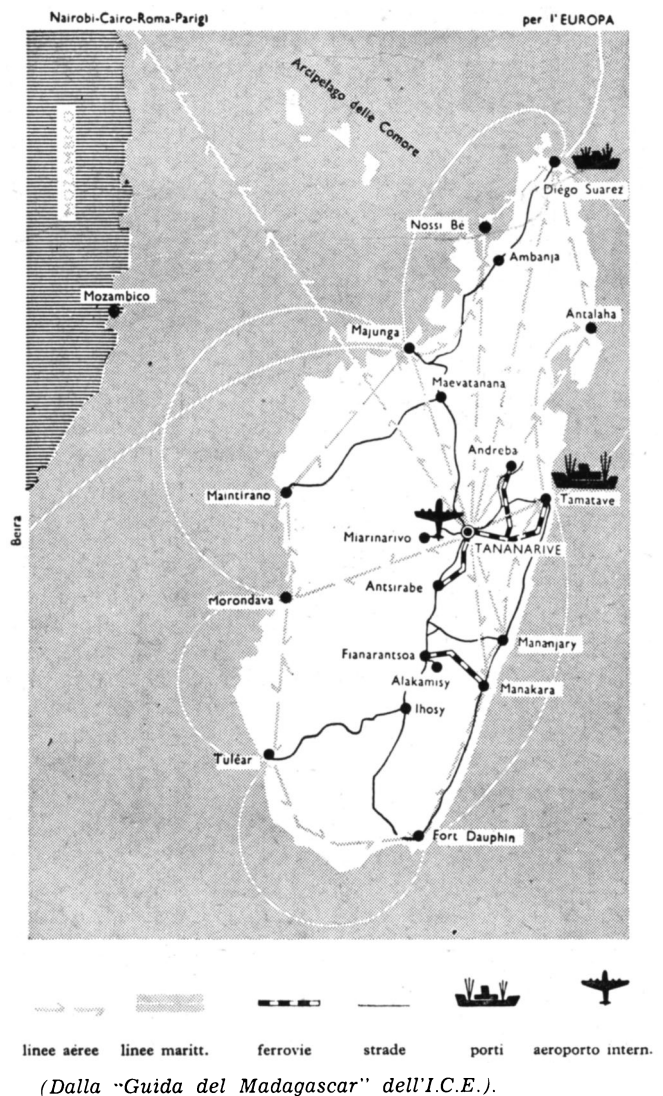 Nairobi-Cairo-Roma-Parigi
per l'EUROPA
Arcipelago delle Comore
MOZAMBICO
Diégo Suarez
Nossi Be
Ambanja
Mozambico
Antalaha
Majunga
Maevatanana
Andreba
Maintirano
Tamatave
Beira
Miarinarivo
TANANARIVE
Antsirabe
Morondava
Mananjary
Fianarantsoa
Alakamisy
Manakara
Ihosy
Tuléar
Fort Dauphin
linee aéree linee maritt. ferrovie strade porti aeroporto intern.
(Dalla "Guida del Madagascar" dell'I.C.E.).